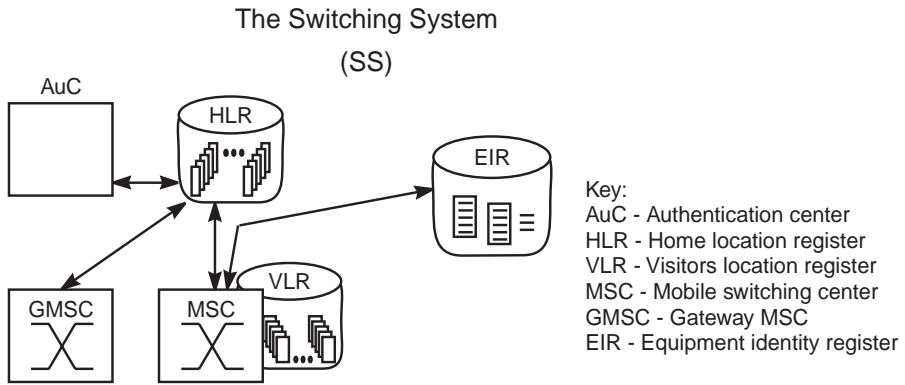 The Switching System
(SS)
AuC
HLR
EIR
Key:
AuC - Authentication center
HLR - Home location register
VLR - Visitors location register
MSC - Mobile switching center
GMSC - Gateway MSC
EIR - Equipment identity register
VLR
GMSC
MSC